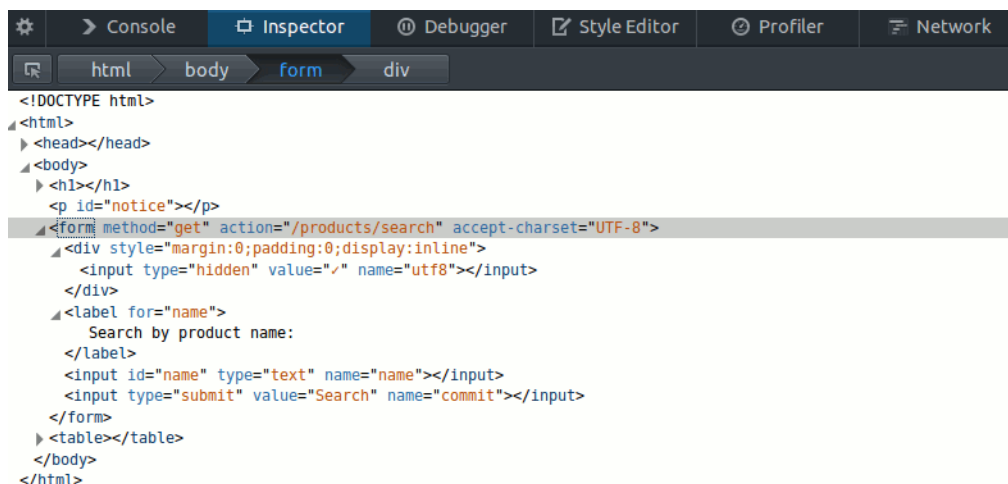 Console Inspector Debugger Style Editor Profiler Network
html body form div
<!DOCTYPE html>
<html>
<head></head>
<body>
<h1></h1>
<p id="notice"></p>
<form method="get" action="/products/search" accept-charset="UTF-8">
<div style="margin:0;padding:0;display:inline">
<input type="hidden" value="✓" name="utf8"></input>
</div>
<label for="name">
Search by product name:
</label>
<input id="name" type="text" name="name"></input>
<input type="submit" value="Search" name="commit"></input>
</form>
<table></table>
</body>
</html>